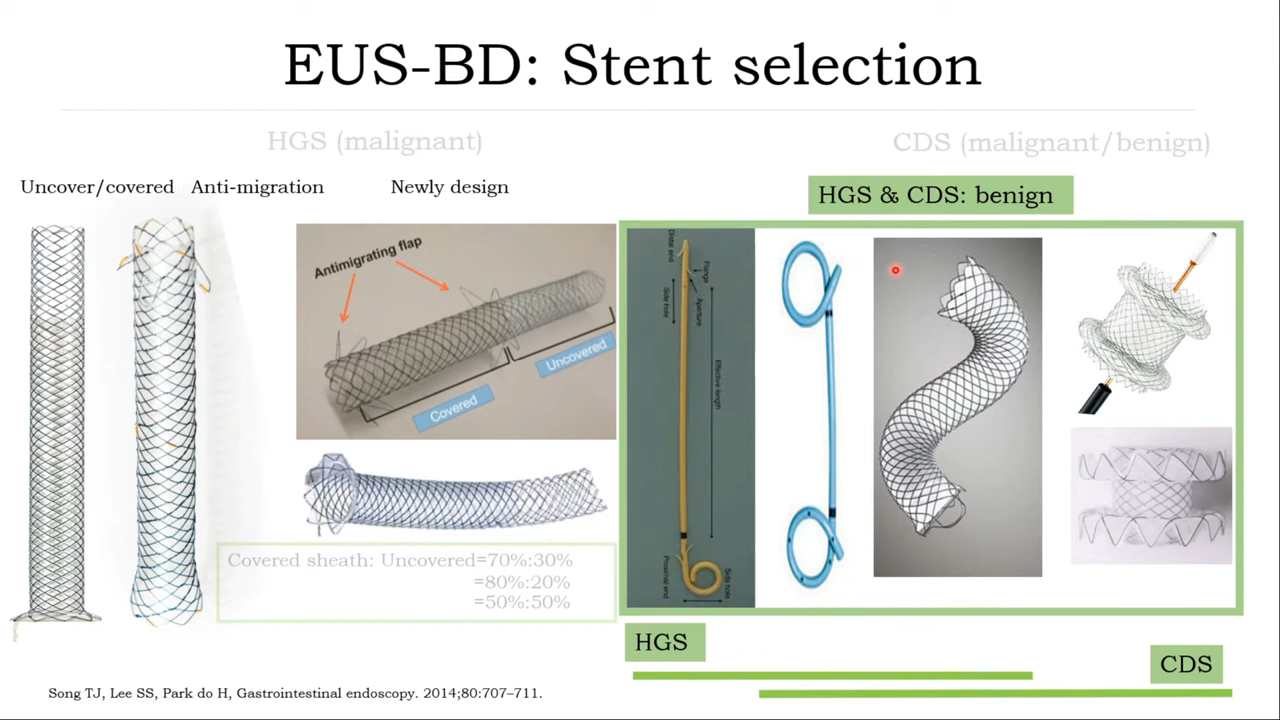 EUS-BD: Stent selection
HGS (malignant)
CDS (malignant/benign)
Uncover/covered
Anti-migration
Newly design
HGS & CDS: benign
Antimigrating flap
Uncovered
Covered
Covered sheath: Uncovered=70%:30%
=80%:20%
=50%:50%
Distal end
Flange
Aperture
Side hole
Effective length
Proximal end
Side hole
HGS
CDS
Song TJ, Lee SS, Park do H, Gastrointestinal endoscopy. 2014;80:707–711.